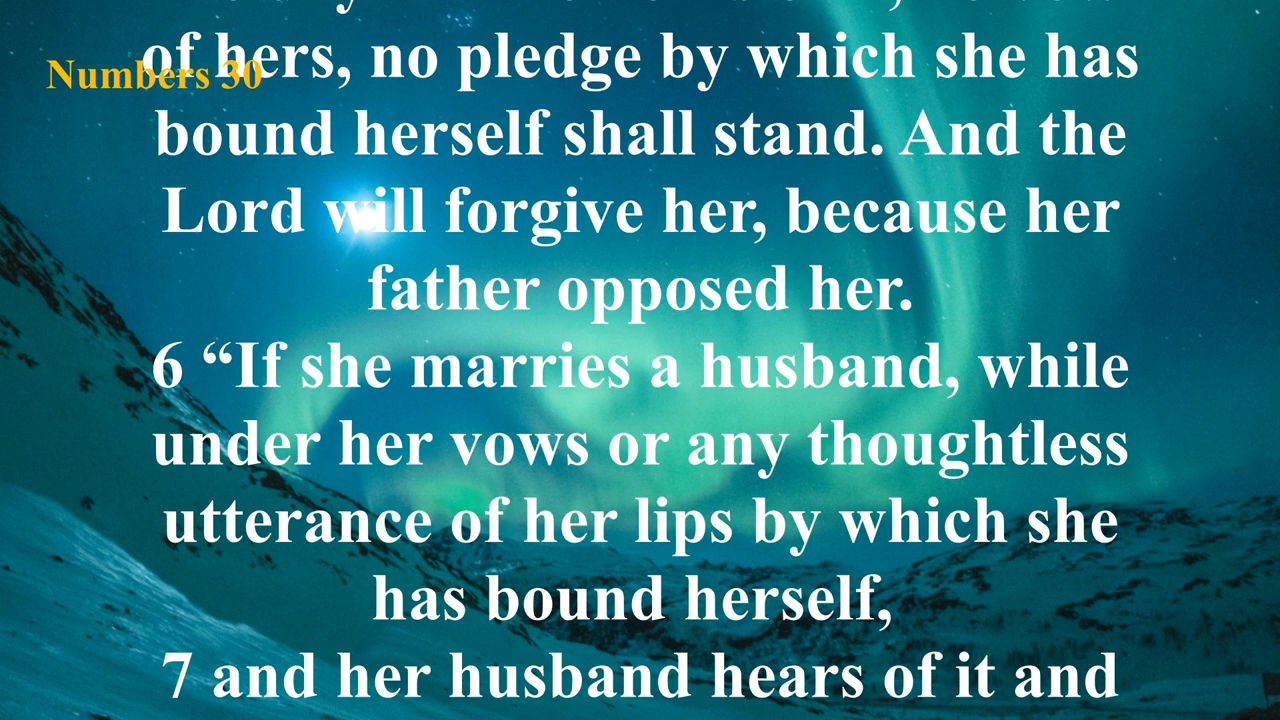 Numbers 30
of hers, no pledge by which she has
bound herself shall stand. And the
Lord will forgive her, because her
father opposed her.
6 “If she marries a husband, while
under her vows or any thoughtless
utterance of her lips by which she
has bound herself,
7 and her husband hears of it and